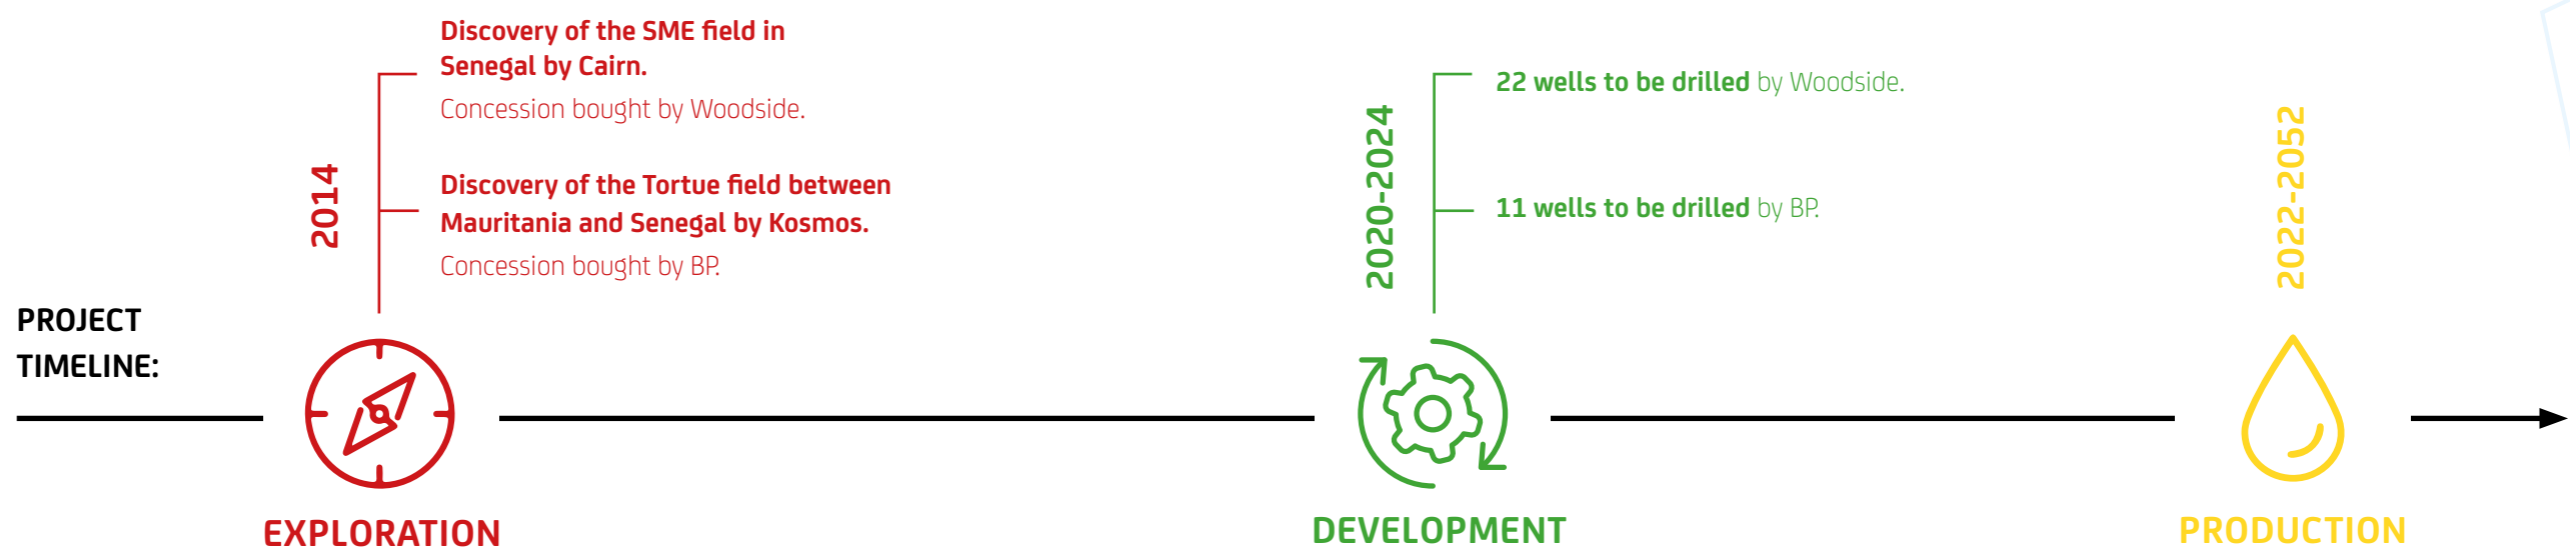 PROJECT
TIMELINE:
2014
Discovery of the SME field in
Senegal by Cairn.
Concession bought by Woodside.
Discovery of the Tortue field between
Mauritania and Senegal by Kosmos.
Concession bought by BP.
EXPLORATION
2020-2024
22 wells to be drilled by Woodside.
11 wells to be drilled by BP.
DEVELOPMENT
2022-2052
PRODUCTION